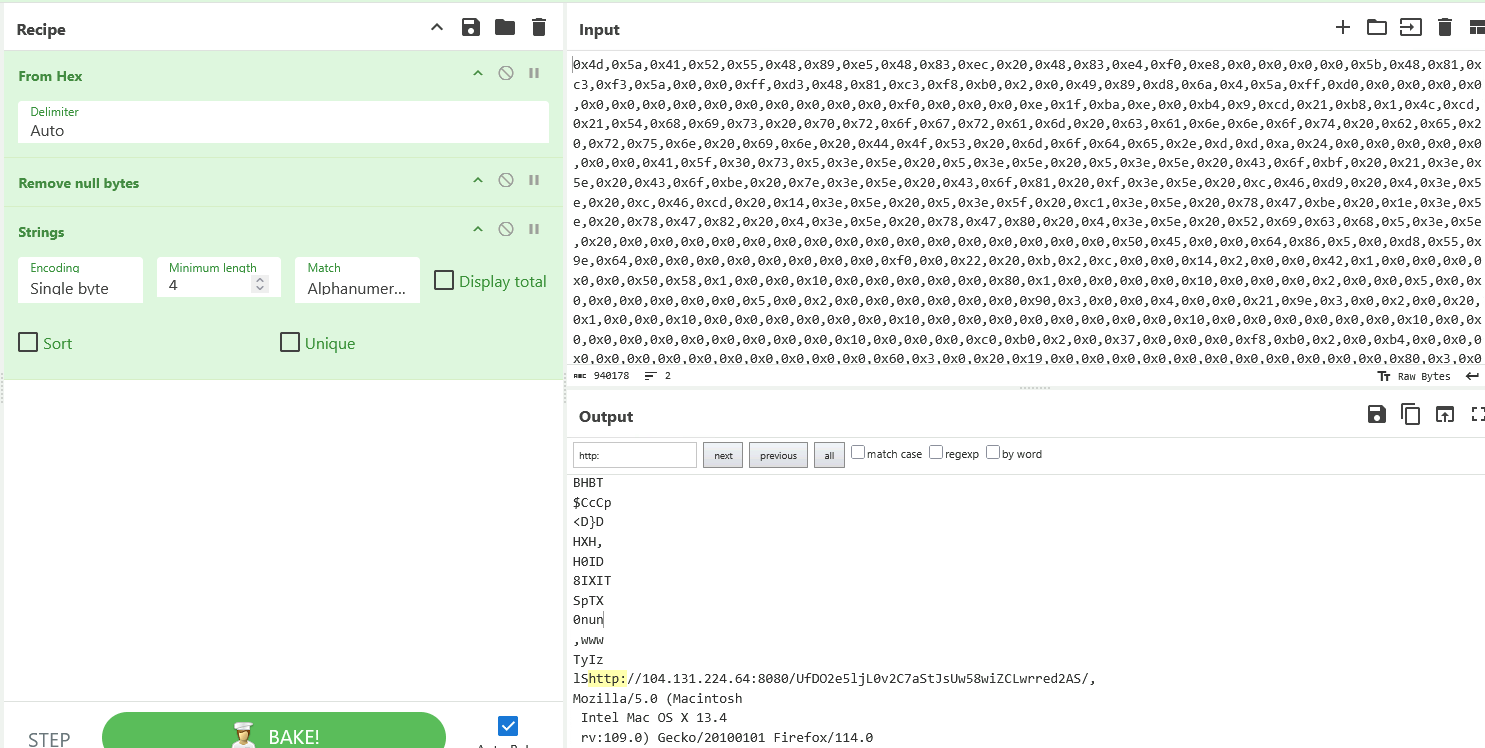 Recipe
From Hex
Delimiter
Auto
Remove null bytes
Strings
Encoding
Single byte
Minimum length
4
Match
Alphanumer...
Display total
Sort
Unique
STEP
BAKE!
Input
0x4d,0x5a,0x41,0x52,0x55,0x48,0x89,0xe5,0x48,0x83,0xec,0x20,0x48,0x83,0xe4,0xf0,0xe8,0x0,0x0,0x0,0x0,0x5b,0x48,0x81,0x
c3,0xf3,0x5a,0x0,0x0,0xff,0xd3,0x48,0x81,0xc3,0xf8,0xb0,0x2,0x0,0x49,0x89,0xd8,0x6a,0x4,0x5a,0xff,0xd0,0x0,0x0,0x0,0x0
,0x0,0x0,0x0,0x0,0x0,0x0,0x0,0x0,0x0,0x0,0xf0,0x0,0x0,0x0,0xe,0x1f,0xba,0xe,0x0,0xb4,0x9,0xcd,0x21,0xb8,0x1,0x4c,0xcd,
0x21,0x54,0x68,0x69,0x73,0x20,0x70,0x72,0x6f,0x67,0x72,0x61,0x6d,0x20,0x63,0x61,0x6e,0x6e,0x6f,0x74,0x20,0x62,0x65,0x2
0,0x72,0x75,0x6e,0x20,0x69,0x6e,0x20,0x44,0x4f,0x53,0x20,0x6d,0x6f,0x64,0x65,0x2e,0xd,0xd,0xa,0x24,0x0,0x0,0x0,0x0,0x0
,0x0,0x0,0x41,0x5f,0x30,0x73,0x5,0x3e,0x5e,0x20,0x5,0x3e,0x5e,0x20,0x5,0x3e,0x5e,0x20,0x43,0x6f,0xbf,0x20,0x21,0x3e,0x
5e,0x20,0x43,0x6f,0xbe,0x20,0x7e,0x3e,0x5e,0x20,0x43,0x6f,0x81,0x20,0xf,0x3e,0x5e,0x20,0xc,0x46,0xd9,0x20,0x4,0x3e,0x5
e,0x20,0xc,0x46,0xcd,0x20,0x14,0x3e,0x5e,0x20,0x5,0x3e,0x5f,0x20,0xc1,0x3e,0x5e,0x20,0x78,0x47,0xbe,0x20,0x1e,0x3e,0x5
e,0x20,0x78,0x47,0x82,0x20,0x4,0x3e,0x5e,0x20,0x78,0x47,0x80,0x20,0x4,0x3e,0x5e,0x20,0x52,0x69,0x63,0x68,0x5,0x3e,0x5e
,0x20,0x0,0x0,0x0,0x0,0x0,0x0,0x0,0x0,0x0,0x0,0x0,0x0,0x0,0x0,0x0,0x0,0x50,0x45,0x0,0x0,0x64,0x86,0x5,0x0,0xd8,0x55,0x
9e,0x64,0x0,0x0,0x0,0x0,0x0,0x0,0x0,0x0,0xf0,0x0,0x22,0x20,0xb,0x2,0xc,0x0,0x0,0x14,0x2,0x0,0x0,0x42,0x1,0x0,0x0,0x0,0
x0,0x0,0x50,0x58,0x1,0x0,0x0,0x10,0x0,0x0,0x0,0x0,0x0,0x80,0x1,0x0,0x0,0x0,0x0,0x10,0x0,0x0,0x0,0x2,0x0,0x0,0x5,0x0,0x
0,0x0,0x0,0x0,0x0,0x0,0x5,0x0,0x2,0x0,0x0,0x0,0x0,0x0,0x90,0x3,0x0,0x0,0x4,0x0,0x0,0x21,0x9e,0x3,0x0,0x2,0x0,0x20,
0x1,0x0,0x0,0x10,0x0,0x0,0x0,0x0,0x0,0x0,0x10,0x0,0x0,0x0,0x0,0x0,0x0,0x0,0x0,0x10,0x0,0x0,0x0,0x0,0x0,0x0,0x10,0x0,0x
0,0x0,0x0,0x0,0x0,0x0,0x0,0x0,0x0,0x10,0x0,0x0,0x0,0xc0,0xb0,0x2,0x0,0x37,0x0,0x0,0x0,0xf8,0xb0,0x2,0x0,0xb4,0x0,0x0,0
x0,0x0,0x0,0x0,0x0,0x0,0x0,0x0,0x0,0x0,0x60,0x3,0x0,0x20,0x19,0x0,0x0,0x0,0x0,0x0,0x0,0x0,0x0,0x0,0x0,0x0,0x80,0x3,0x0
940178
2
Raw Bytes
Output
http:
next
previous
all
match case
regexp
by word
BHBT
$CcCp
<D}D
HXH,
H0ID
8IXIT
SpTX
0nun
,www
TyIz
lShttp://104.131.224.64:8080/UfDO2e5ljL0v2C7aStJsUw58wiZCLwrred2AS/,
Mozilla/5.0 (Macintosh
Intel Mac OS X 13.4
rv:109.0) Gecko/20100101 Firefox/114.0